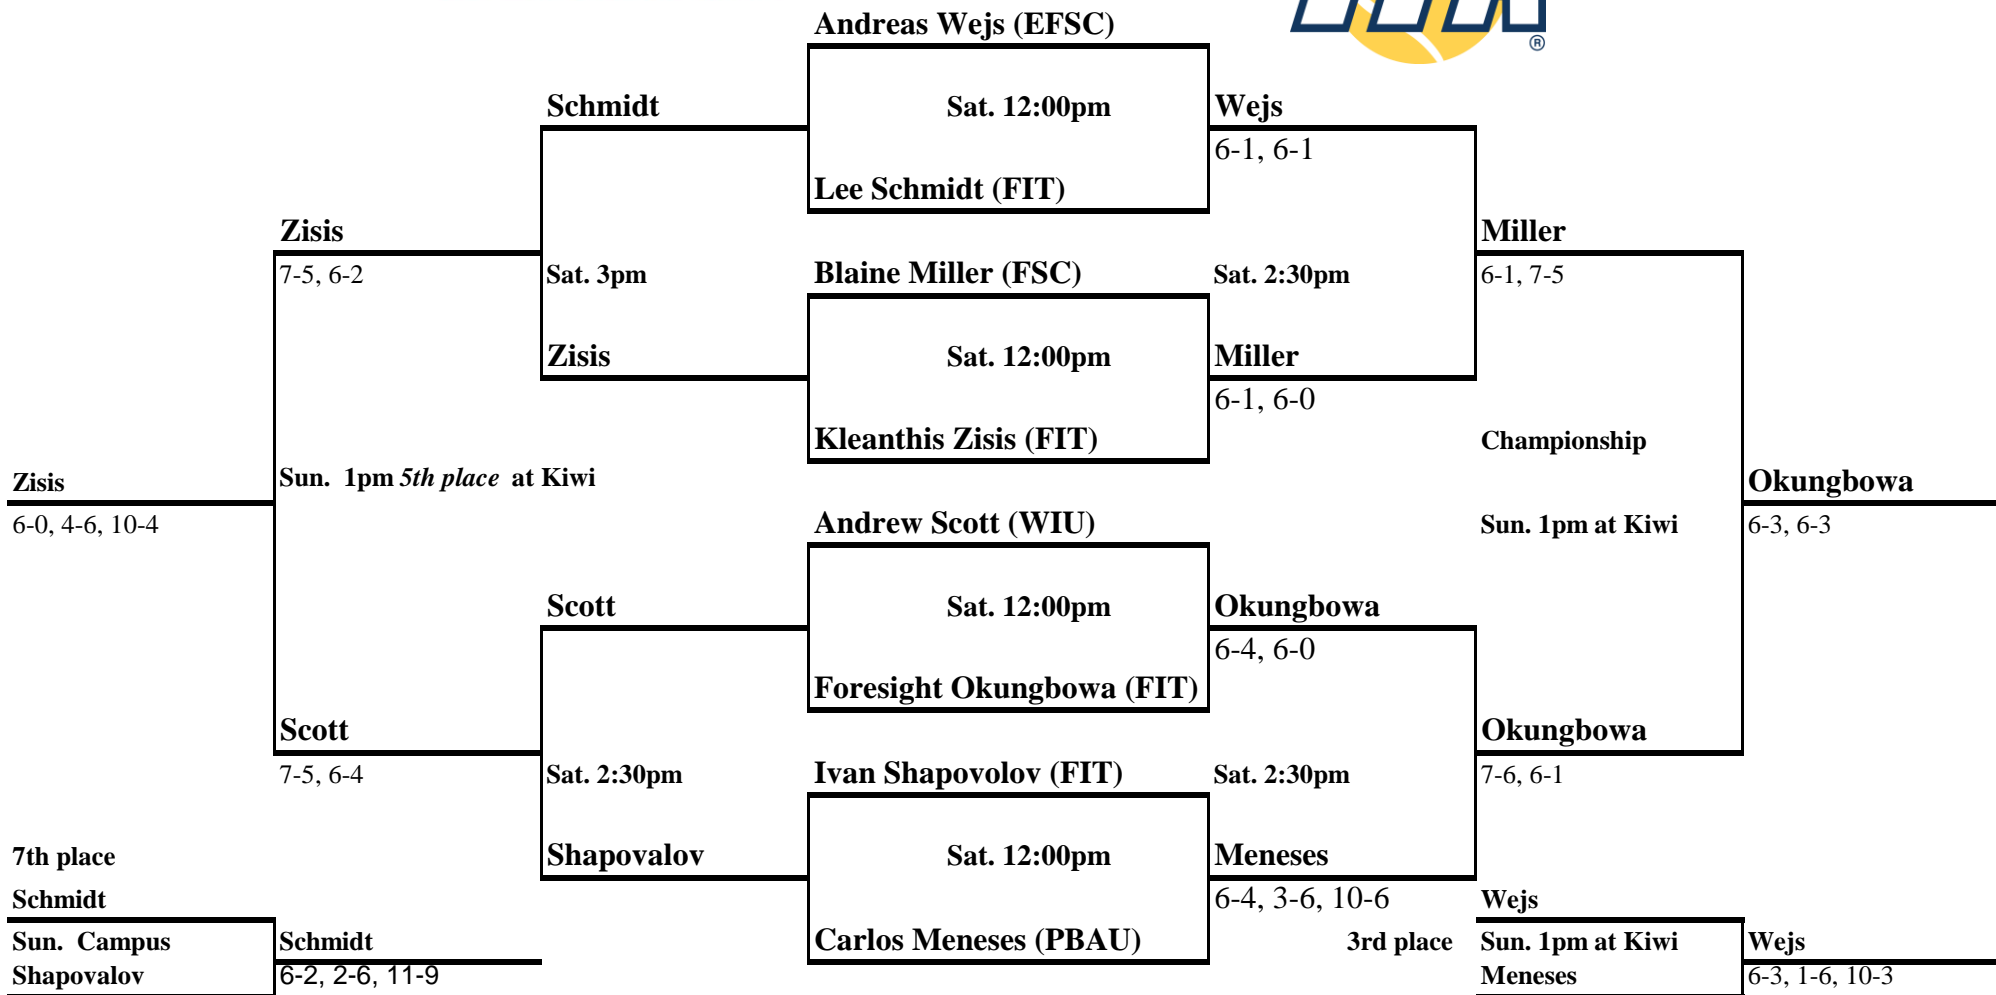 Andreas Wejs (EFSC)
®
Schmidt
Sat. 12:00pm
Wejs
6-1, 6-1
Lee Schmidt (FIT)
Zisis
Miller
7-5, 6-2
Sat. 3pm
Blaine Miller (FSC)
Sat. 2:30pm
6-1, 7-5
Zisis
Sat. 12:00pm
Miller
6-1, 6-0
Kleanthis Zisis (FIT)
Championship
Zisis
Sun. 1pm 5th place at Kiwi
Okungbowa
6-0, 4-6, 10-4
Andrew Scott (WIU)
Sun. 1pm at Kiwi
6-3, 6-3
Scott
Sat. 12:00pm
Okungbowa
6-4, 6-0
Foresight Okungbowa (FIT)
Scott
Okungbowa
7-5, 6-4
Sat. 2:30pm
Ivan Shapovolov (FIT)
Sat. 2:30pm
7-6, 6-1
7th place
Shapovalov
Sat. 12:00pm
Meneses
Schmidt
6-4, 3-6, 10-6
Wejs
Sun. Campus
Schmidt
Carlos Meneses (PBAU)
3rd place
Sun. 1pm at Kiwi
Wejs
Shapovalov
6-2, 2-6, 11-9
Meneses
6-3, 1-6, 10-3